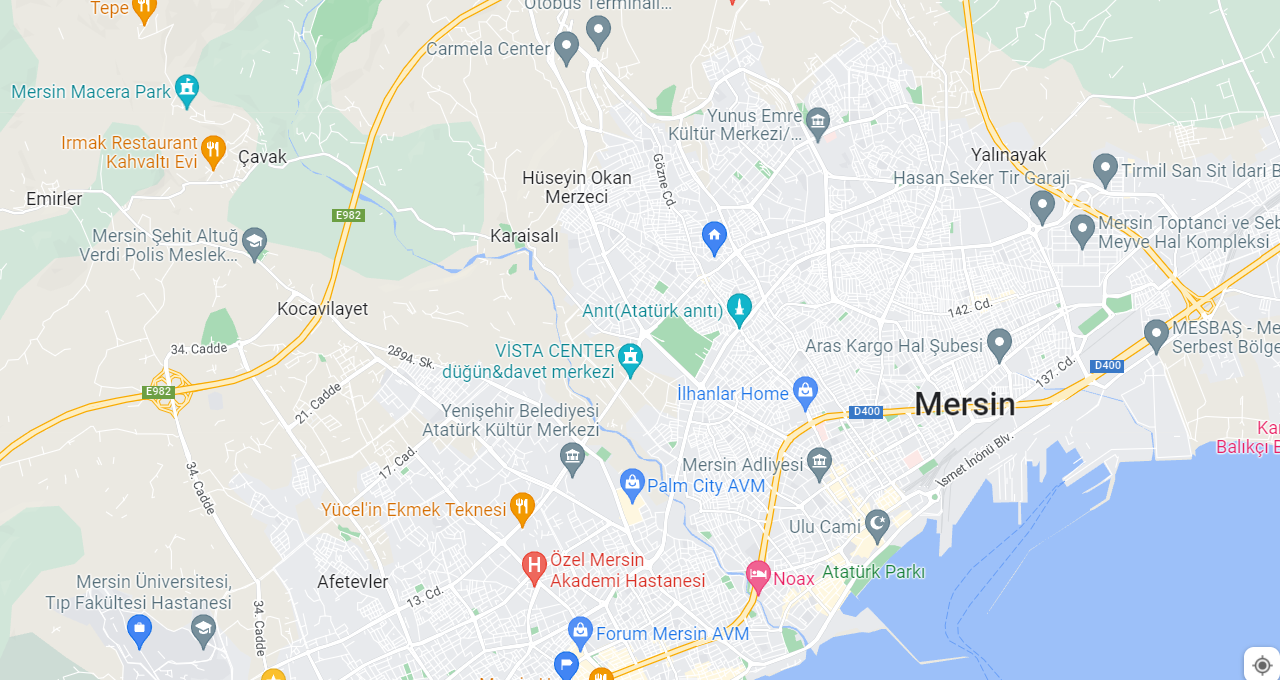 Tepe
Otobüs Terminali...
Carmela Center
Mersin Macera Park
Yunus Emre
Kültür Merkezi/...
Irmak Restaurant
Kahvaltı Evi
Çavak
Gözne Cd.
Yalınayak
Hüseyin Okan
Merzeci
Hasan Seker Tir Garaji
Tirmil San Sit İdari B
Emirler
E982
Mersin Şehit Altuğ
Verdi Polis Meslek...
Karaisalı
Mersin Toptanci ve Seb
Meyve Hal Kompleksi
Kocavilayet
Anıt(Atatürk anıtı)
142. Cd.
34. Cadde
2894. Sk.
VİSTA CENTER
düğün&davet merkezi
Aras Kargo Hal Şubesi
MESBAŞ - Me
Serbest Bölge
D400
137. Cd.
E982
21. Cadde
İlhanlar Home
D400
Mersin
Yenişehir Belediyesi
Atatürk Kültür Merkezi
Ka
Balıkçı B
17. Cad.
34. Cadde
Mersin Adliyesi
İsmet İnönü Blv.
Palm City AVM
Yücel'in Ekmek Teknesi
Ulu Cami
H
Özel Mersin
Akademi Hastanesi
Noax
Atatürk Parkı
Mersin Üniversitesi,
Tıp Fakültesi Hastanesi
Afetevler
13. Cd.
34. Cadde
Forum Mersin AVM